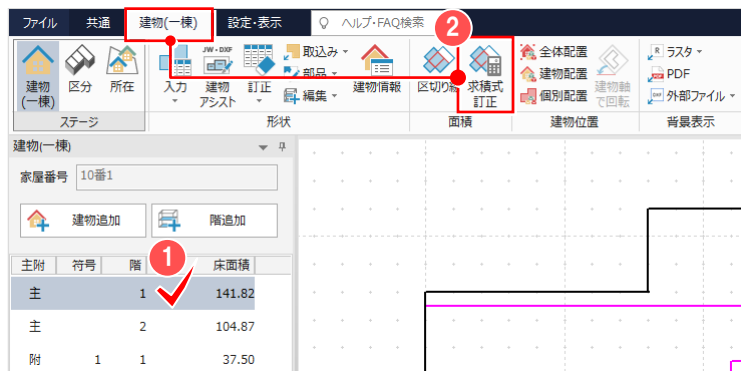 ファイル 共通 建物(一棟) 設定・表示 ヘルプ・FAQ検索
2
建物
(一棟)
区分
所在
ステージ
入力
JW・DXF
建物
アシスト
訂正
取込み
部品
編集
建物情報
形状
区切り線
求積式
訂正
面積
全体配置
建物配置
個別配置
建物軸
で回転
建物位置
R ラスタ
PDF
PDF
DXF 外部ファイル
背景表示
建物(一棟)
家屋番号 10番1
建物追加 階追加
1
主附 符号 階 床面積
主 1 141.82
主 2 104.87
附 1 1 37.50